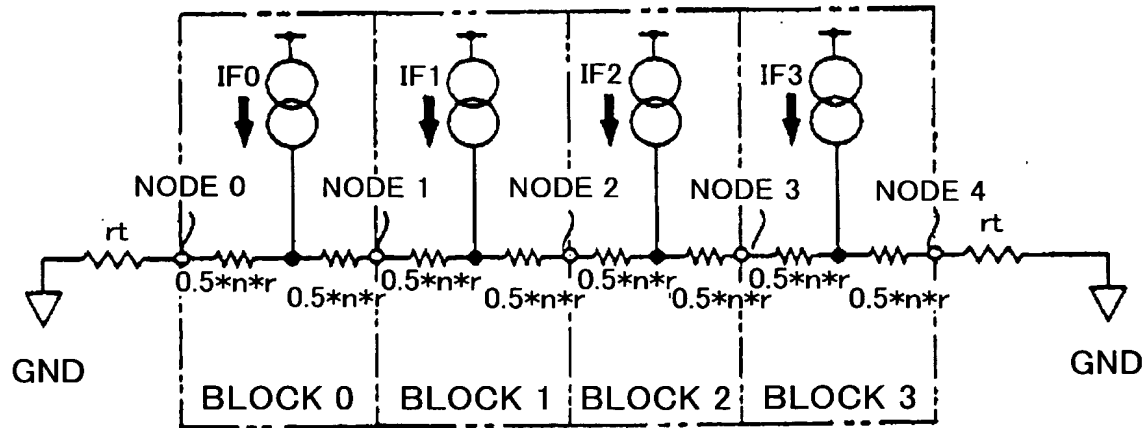 IF0 IF1 IF2 IF3
NODE 0 NODE 1 NODE 2 NODE 3 NODE 4
rt rt
0.5*n*r 0.5*n*r 0.5*n*r 0.5*n*r
0.5*n*r 0.5*n*r 0.5*n*r 0.5*n*r
GND GND
BLOCK 0 BLOCK 1 BLOCK 2 BLOCK 3